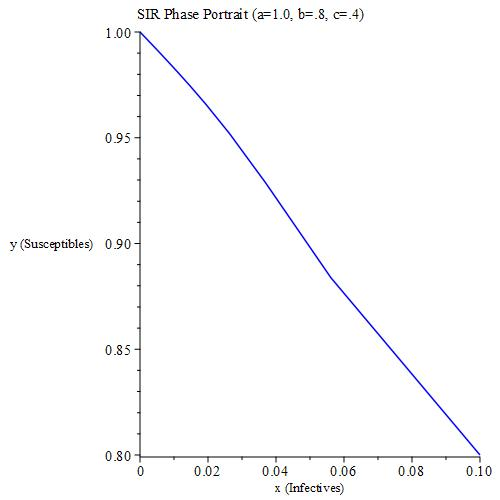 SIR Phase Portrait (a=1.0, b=.8, c=.4)
1.00
0.95
y (Susceptibles) 0.90
0.85
0.80
0 0.02 0.04 0.06 0.08 0.10
x (Infectives)